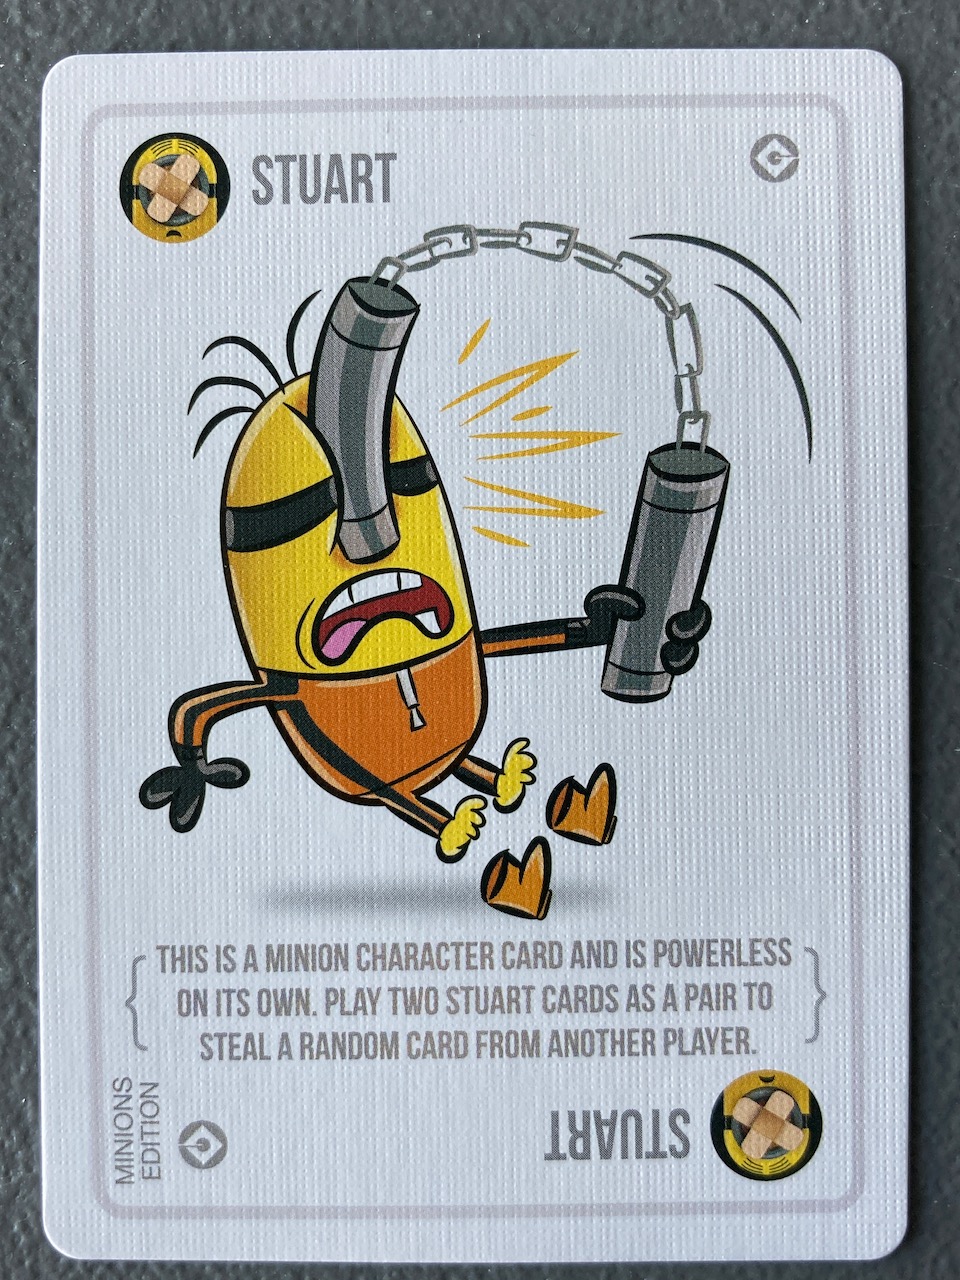 STUART
THIS IS A MINION CHARACTER CARD AND IS POWERLESS
ON ITS OWN. PLAY TWO STUART CARDS AS A PAIR TO
STEAL A RANDOM CARD FROM ANOTHER PLAYER.
MINIONS
EDITION
STUART